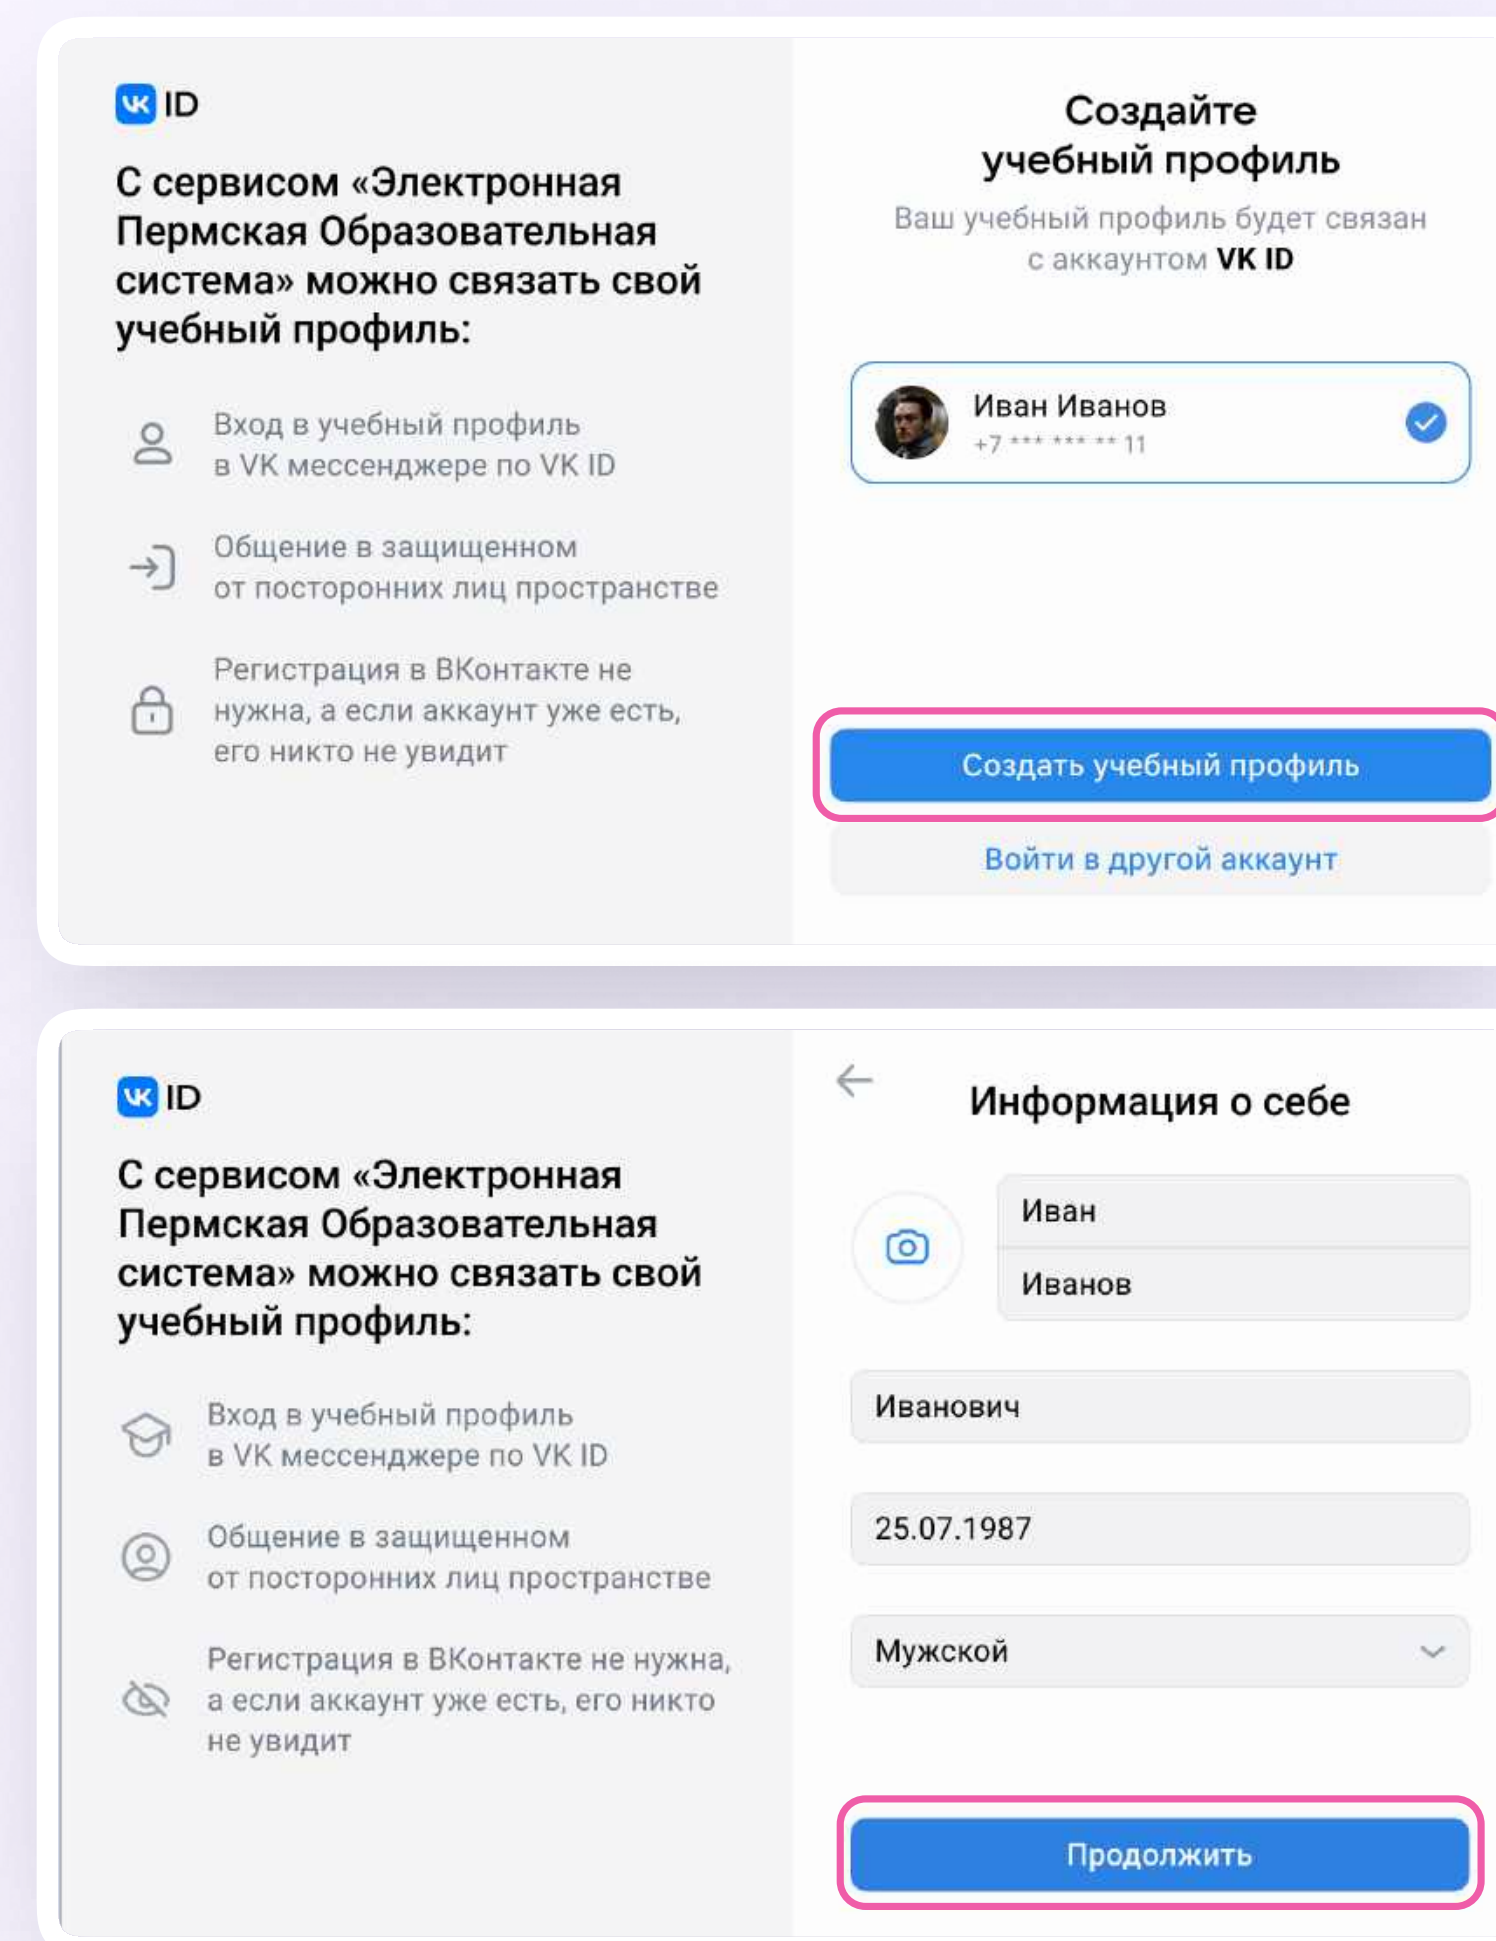 VK ID
С сервисом «Электронная
Пермская Образовательная
система» можно связать свой
учебный профиль:
Вход в учебный профиль
в VK мессенджере по VK ID
Общение в защищенном
от посторонних лиц пространстве
Регистрация в ВКонтакте не
нужна, а если аккаунт уже есть,
его никто не увидит
Создайте
учебный профиль
Ваш учебный профиль будет связан
с аккаунтом VK ID
Иван Иванов
+7 *** *** ** 11
Создать учебный профиль
Войти в другой аккаунт
VK ID
С сервисом «Электронная
Пермская Образовательная
система» можно связать свой
учебный профиль:
Вход в учебный профиль
в VK мессенджере по VK ID
Общение в защищенном
от посторонних лиц пространстве
Регистрация в ВКонтакте не нужна,
а если аккаунт уже есть, его никто
не увидит
Информация о себе
Иван
Иванов
Иванович
25.07.1987
Мужской
Продолжить